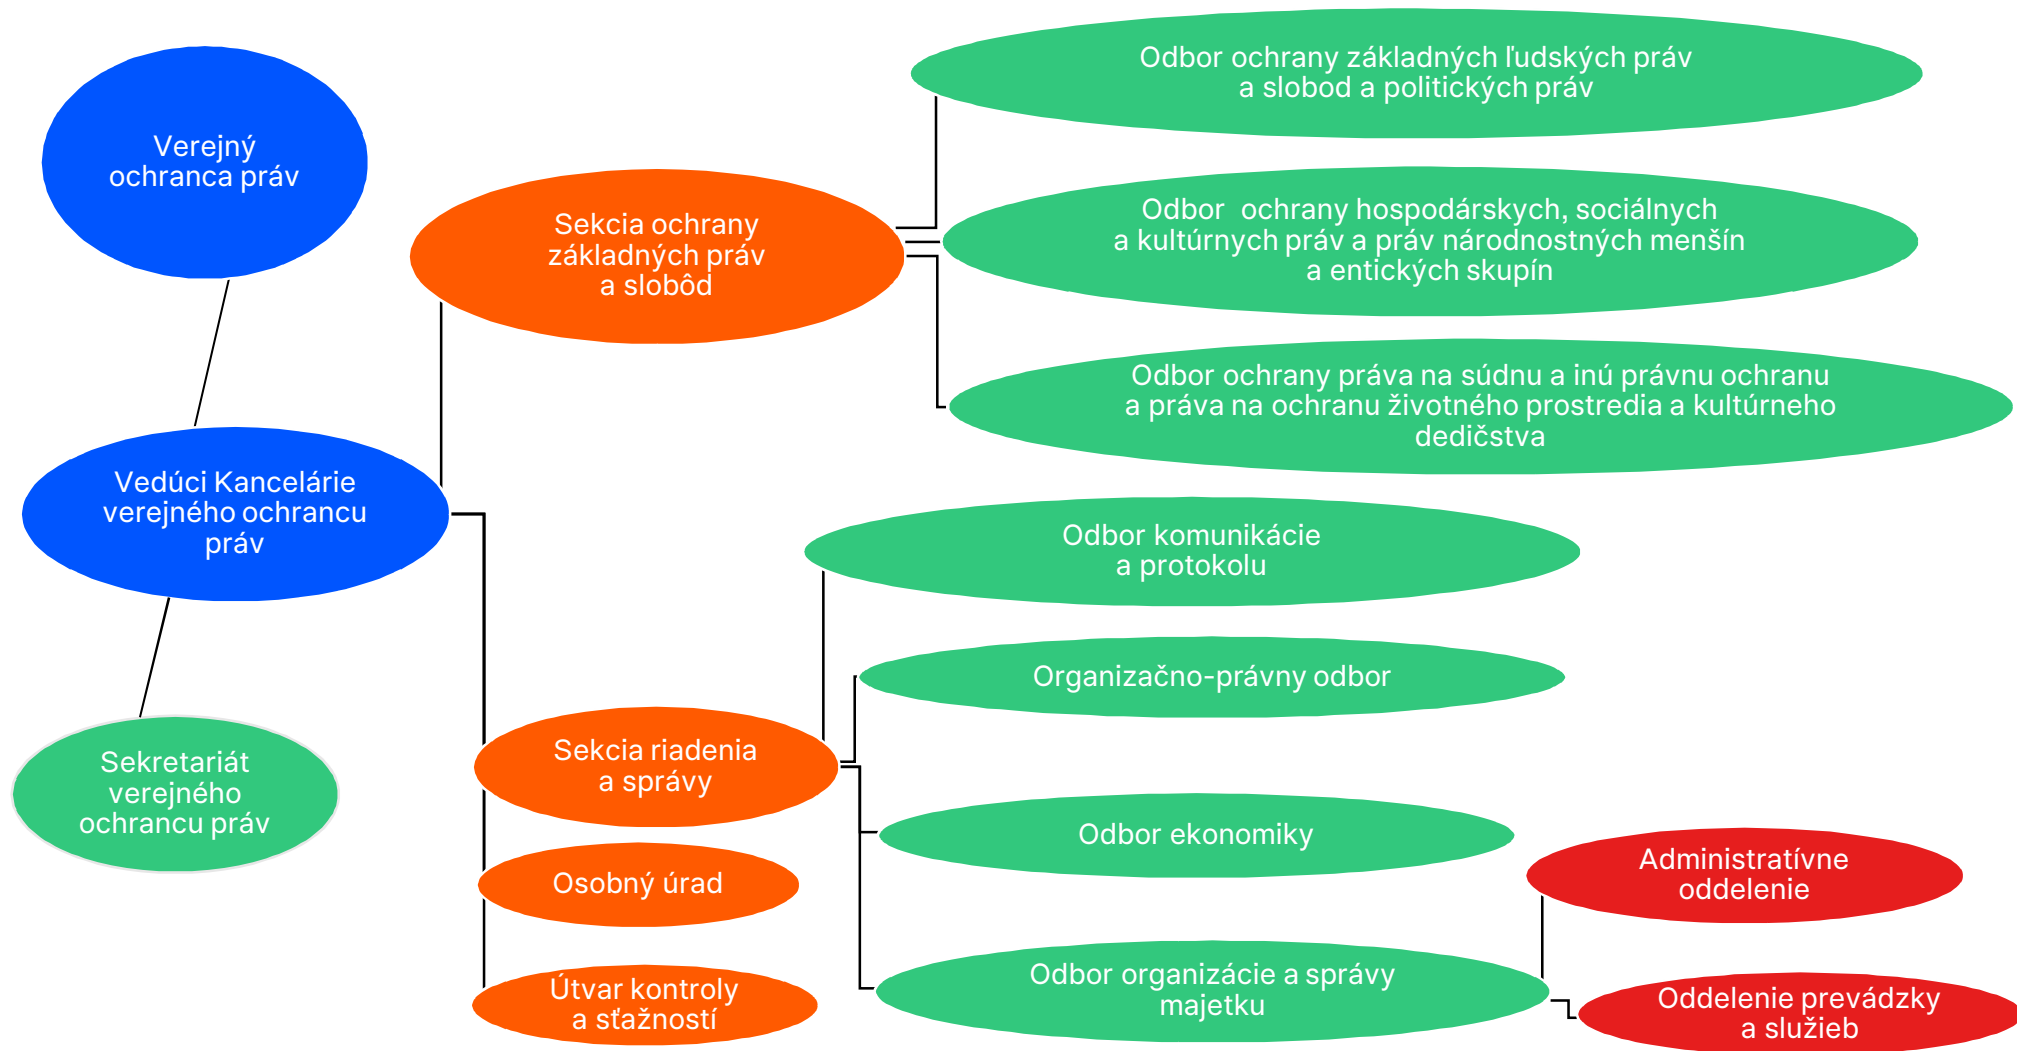 Verejný
ochranca práv
Vedúci Kancelárie
verejného ochrancu
práv
Sekretariát
verejného
ochrancu práv
Sekcia ochrany
základných práv
a slobôd
Odbor ochrany základných ľudských práv
a slobod a politických práv
Odbor  ochrany hospodárskych, sociálnych
a kultúrnych práv a práv národnostných menšín
a entických skupín
Odbor ochrany práva na súdnu a inú právnu ochranu
a práva na ochranu životného prostredia a kultúrneho
dedičstva
Sekcia riadenia
a správy
Osobný úrad
Útvar kontroly
a sťažností
Odbor komunikácie
a protokolu
Organizačno-právny odbor
Odbor ekonomiky
Odbor organizácie a správy
majetku
Administratívne
oddelenie
Oddelenie prevádzky
a služieb